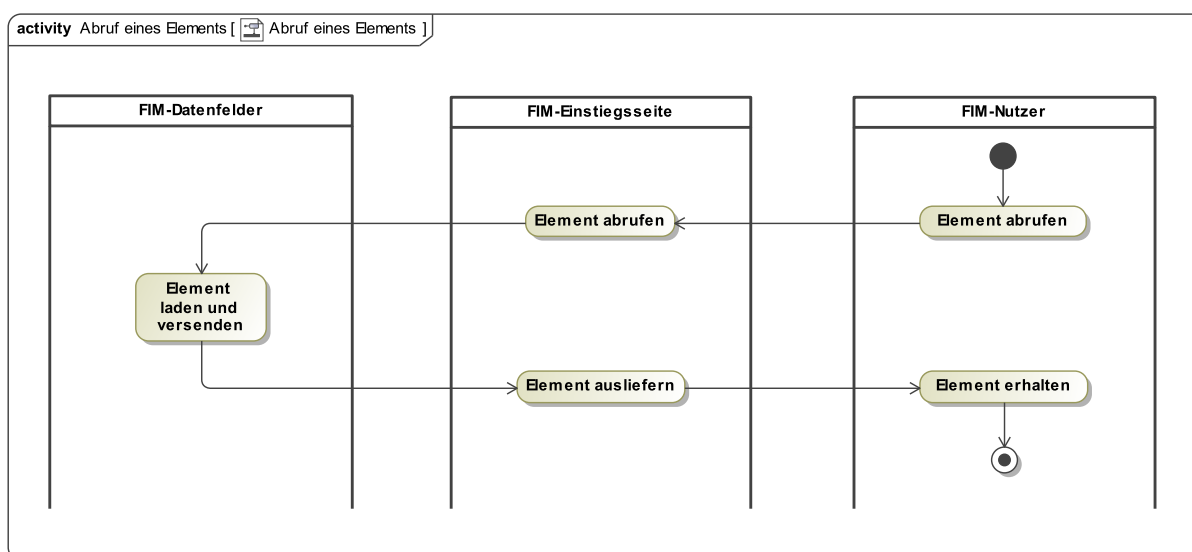 activity Abruf eines Elements [ Abruf eines Elements ]
FIM-Datenfelder
FIM-Einstiegsseite
FIM-Nutzer
Element abrufen
Element abrufen
Element
laden und
versenden
Element ausliefern
Element erhalten